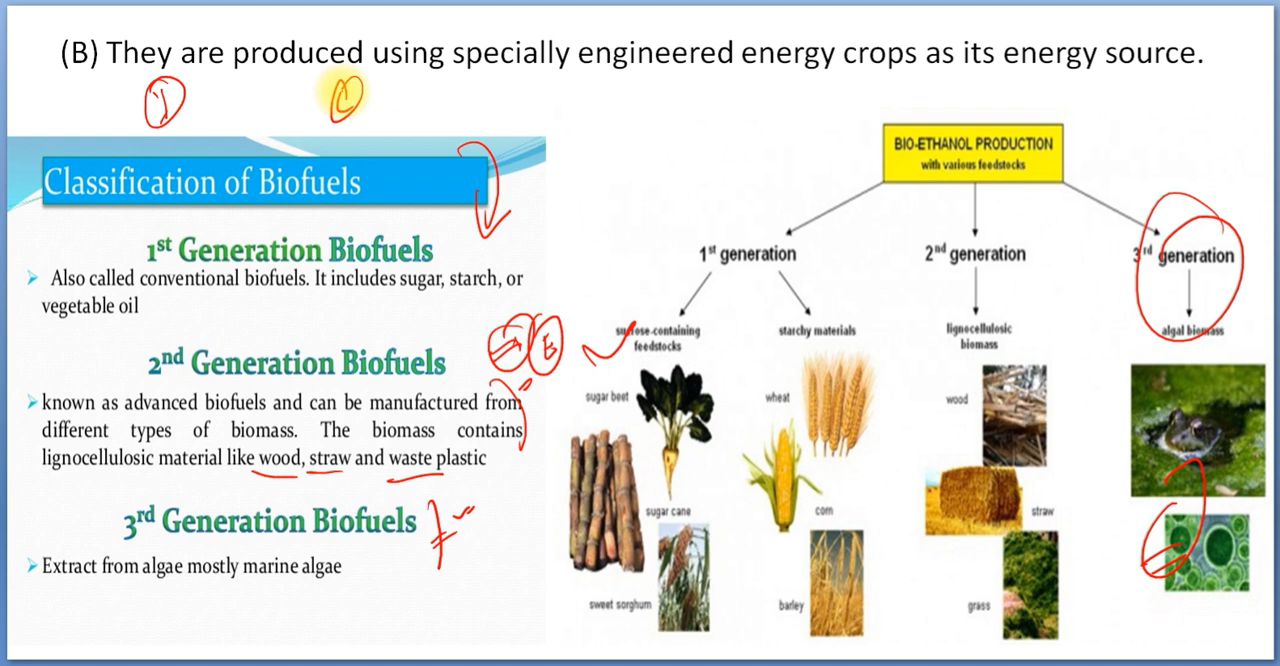 (B) They are produced using specially engineered energy crops as its energy source.
Classification of Biofuels
1st Generation Biofuels
Also called conventional biofuels. It includes sugar, starch, or
vegetable oil
2nd Generation Biofuels
known as advanced biofuels and can be manufactured from
different types of biomass. The biomass contains
lignocellulosic material like wood, straw and waste plastic
3rd Generation Biofuels
Extract from algae mostly marine algae
BIO-ETHANOL PRODUCTION
with various feedstocks
1st generation
2nd generation
3rd generation
sucrose-containing
feedstocks
starchy materials
lignocellulosic
biomass
algal biomass
sugar beet
wheat
wood
sugar cane
corn
straw
sweet sorghum
barley
grass